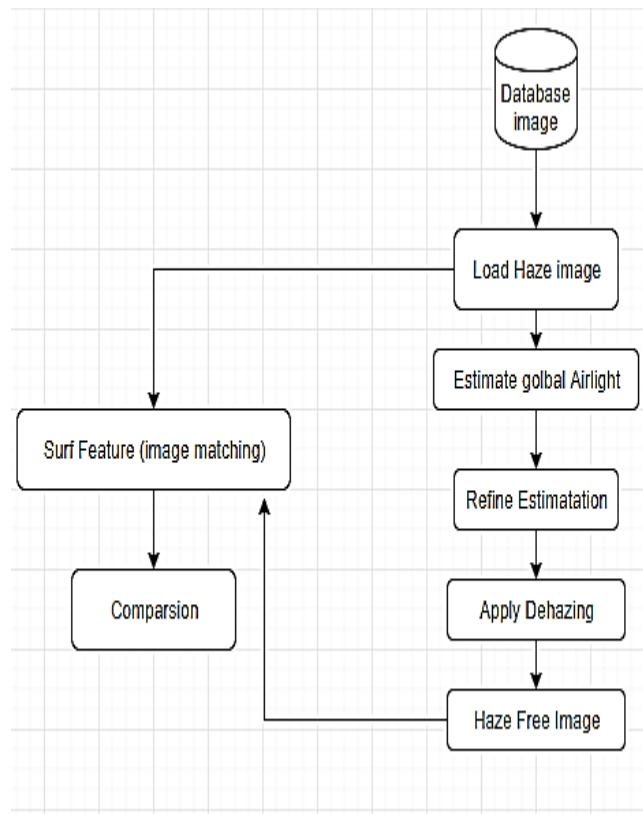 Database
image
Load Haze image
Estimate golbal Airlight
Surf Feature (image matching)
Refine Estimatation
Comparsion
Apply Dehazing
Haze Free Image